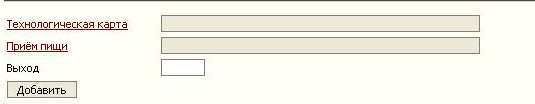 Технологическая карта
Приём пищи
Выход
Добавить